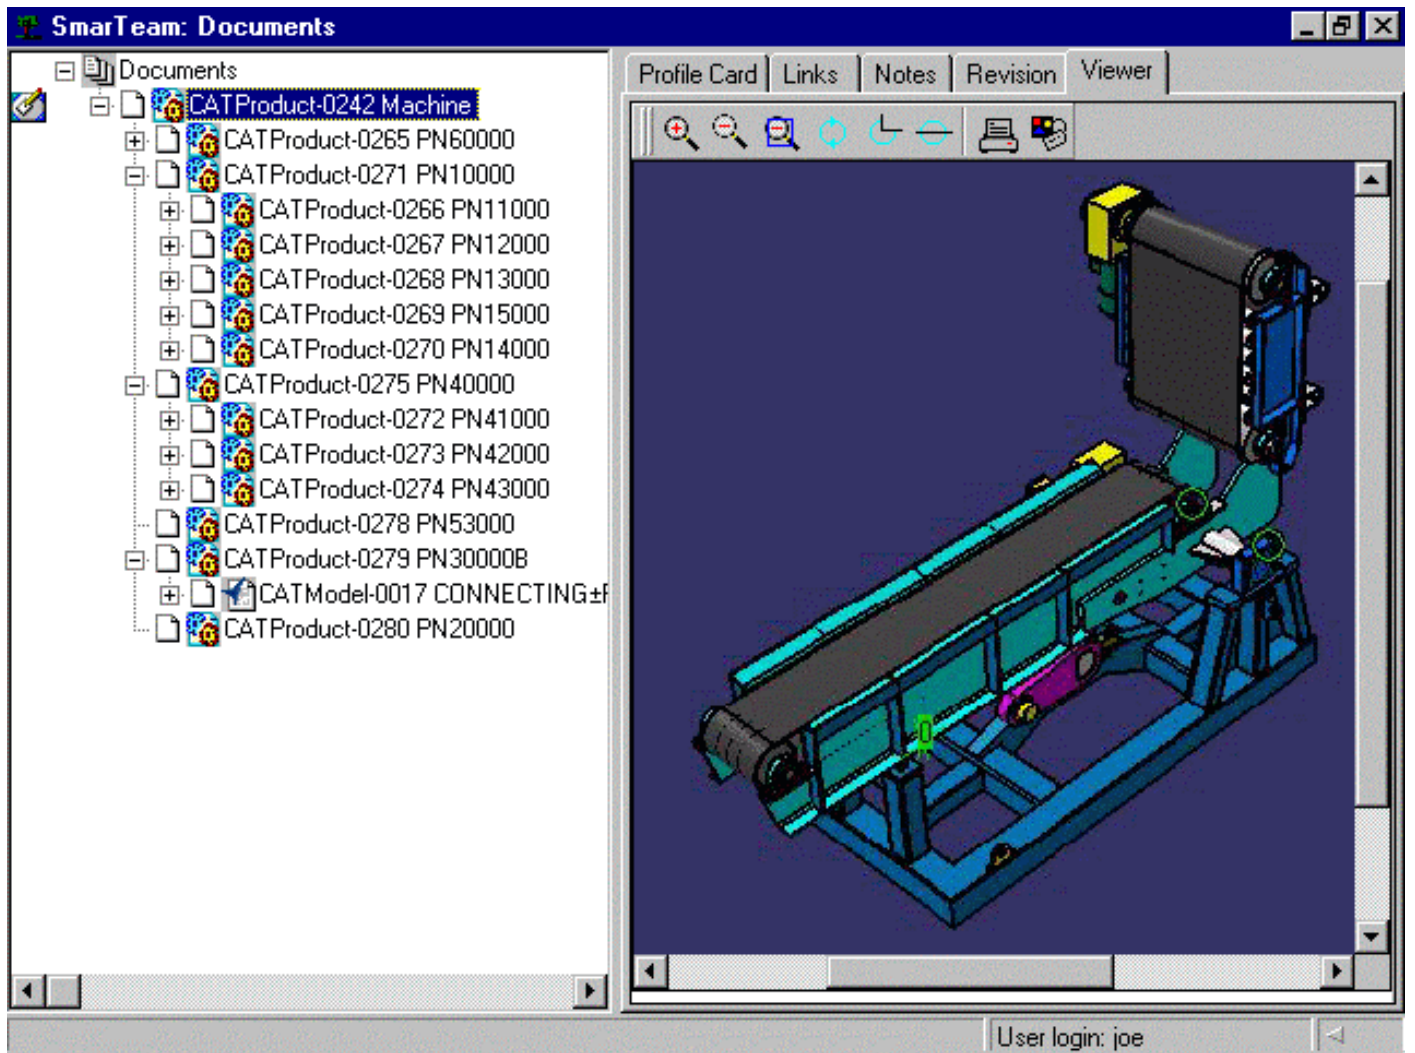 SmarTeam: Documents
Documents
CATProduct-0242 Machine
CATProduct-0265 PN60000
CATProduct-0271 PN10000
CATProduct-0266 PN11000
CATProduct-0267 PN12000
CATProduct-0268 PN13000
CATProduct-0269 PN15000
CATProduct-0270 PN14000
CATProduct-0275 PN40000
CATProduct-0272 PN41000
CATProduct-0273 PN42000
CATProduct-0274 PN43000
CATProduct-0278 PN53000
CATProduct-0279 PN30000B
CATModel-0017 CONNECTING±F
CATProduct-0280 PN20000
Profile Card Links Notes Revision Viewer
User login: joe